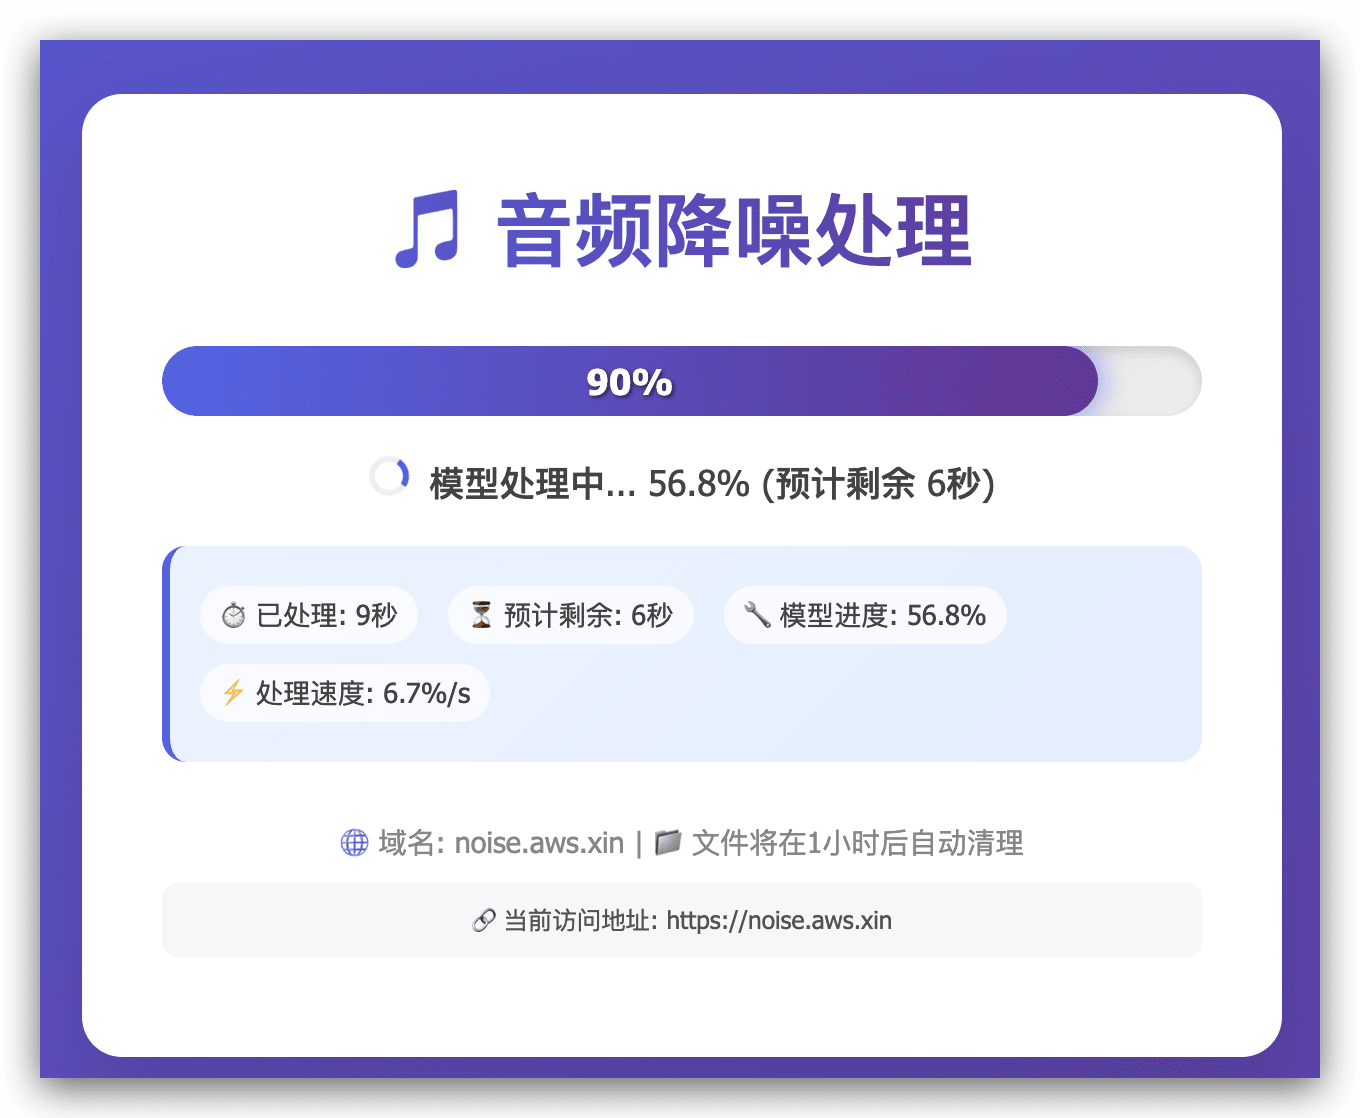 🎵 音频降噪处理
90%
模型处理中... 56.8% (预计剩余 6秒)
⏱️ 已处理: 9秒 ⏳ 预计剩余: 6秒 🔧 模型进度: 56.8%
⚡ 处理速度: 6.7%/s
🌐 域名: noise.aws.xin | 📁 文件将在1小时后自动清理
🔗 当前访问地址: https://noise.aws.xin